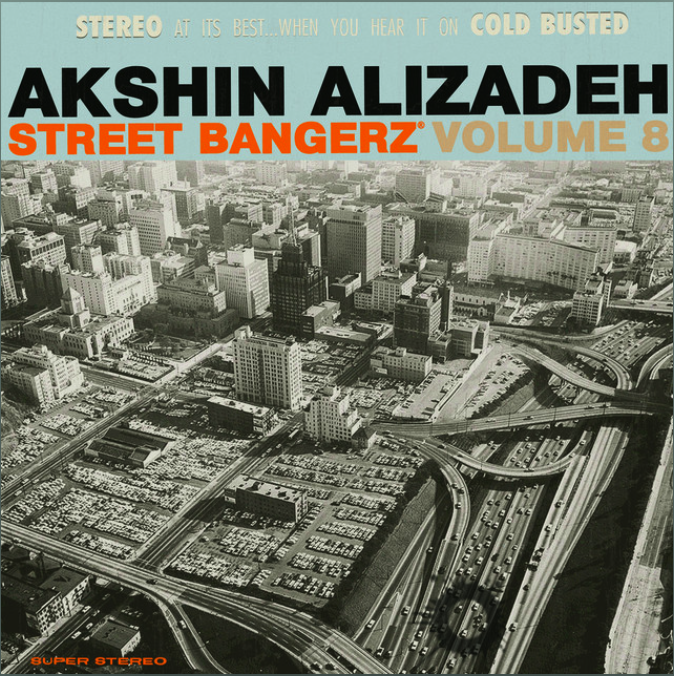 STEREO AT ITS BEST...WHEN YOU HEAR IT ON COLD BUSTED
AKSHIN ALIZADEH
STREET BANGERZ® VOLUME 8
SUPER STEREO